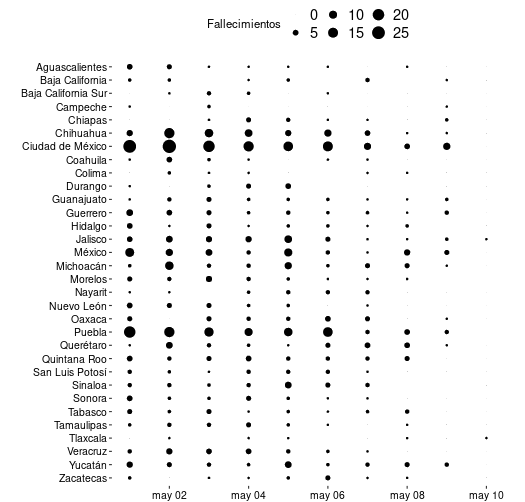 Fallecimientos
0 10 20
5 15 25
Aguascalientes
Baja California
Baja California Sur
Campeche
Chiapas
Chihuahua
Ciudad de México
Coahuila
Colima
Durango
Guanajuato
Guerrero
Hidalgo
Jalisco
México
Michoacán
Morelos
Nayarit
Nuevo León
Oaxaca
Puebla
Querétaro
Quintana Roo
San Luis Potosí
Sinaloa
Sonora
Tabasco
Tamaulipas
Tlaxcala
Veracruz
Yucatán
Zacatecas
may 02 may 04 may 06 may 08 may 10